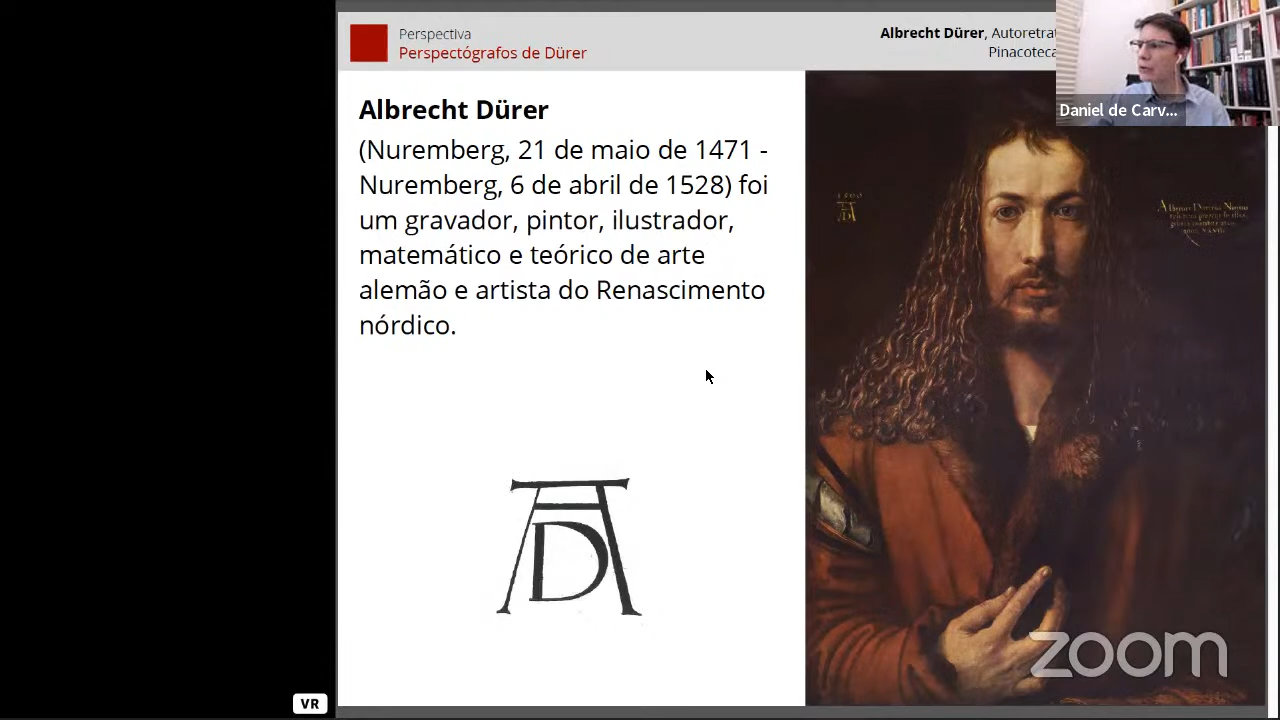 Perspectiva
Perspectógrafos de Dürer
Albrecht Dürer, Autoretrat
Pinacoteca
Daniel de Carv...
Albrecht Dürer
(Nuremberg, 21 de maio de 1471 -
Nuremberg, 6 de abril de 1528) foi
um gravador, pintor, ilustrador,
matemático e teórico de arte
alemão e artista do Renascimento
nórdico.
1500
AD
AD
zoom
VR